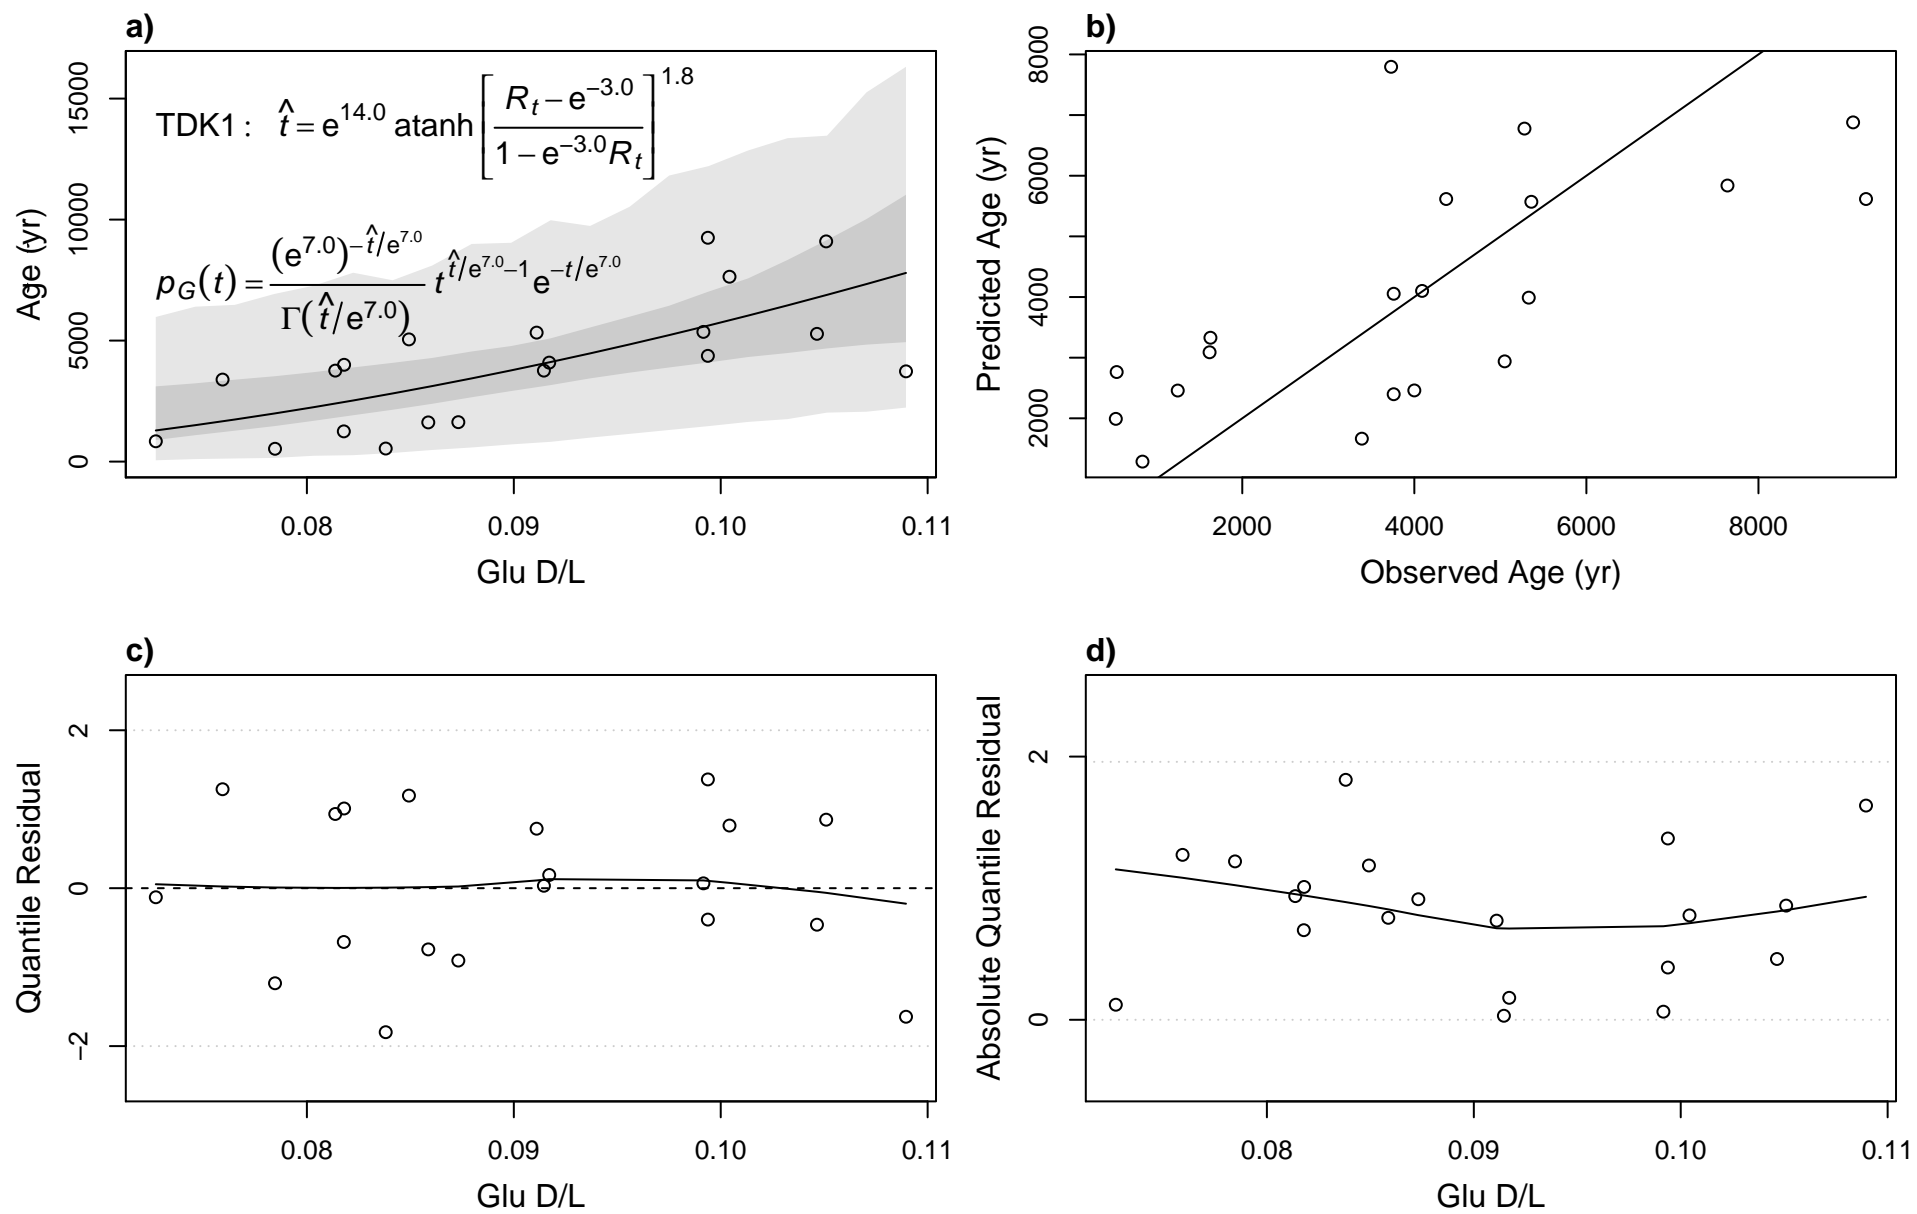 a)
Age (yr)
15000
10000
5000
0
TDK1 : t̂ = e^14.0 atanh [ (R_t − e^−3.0) / (1 − e^−3.0 R_t) ]^1.8
p_G(t) = (e^7.0)^(−t̂/e^7.0) / Γ(t̂/e^7.0) t^(t̂/e^7.0−1) e^(−t/e^7.0)
0.08 0.09 0.10 0.11
Glu D/L
b)
Predicted Age (yr)
8000
6000
4000
2000
2000 4000 6000 8000
Observed Age (yr)
c)
Quantile Residual
2
0
−2
0.08 0.09 0.10 0.11
Glu D/L
d)
Absolute Quantile Residual
2
0
0.08 0.09 0.10 0.11
Glu D/L